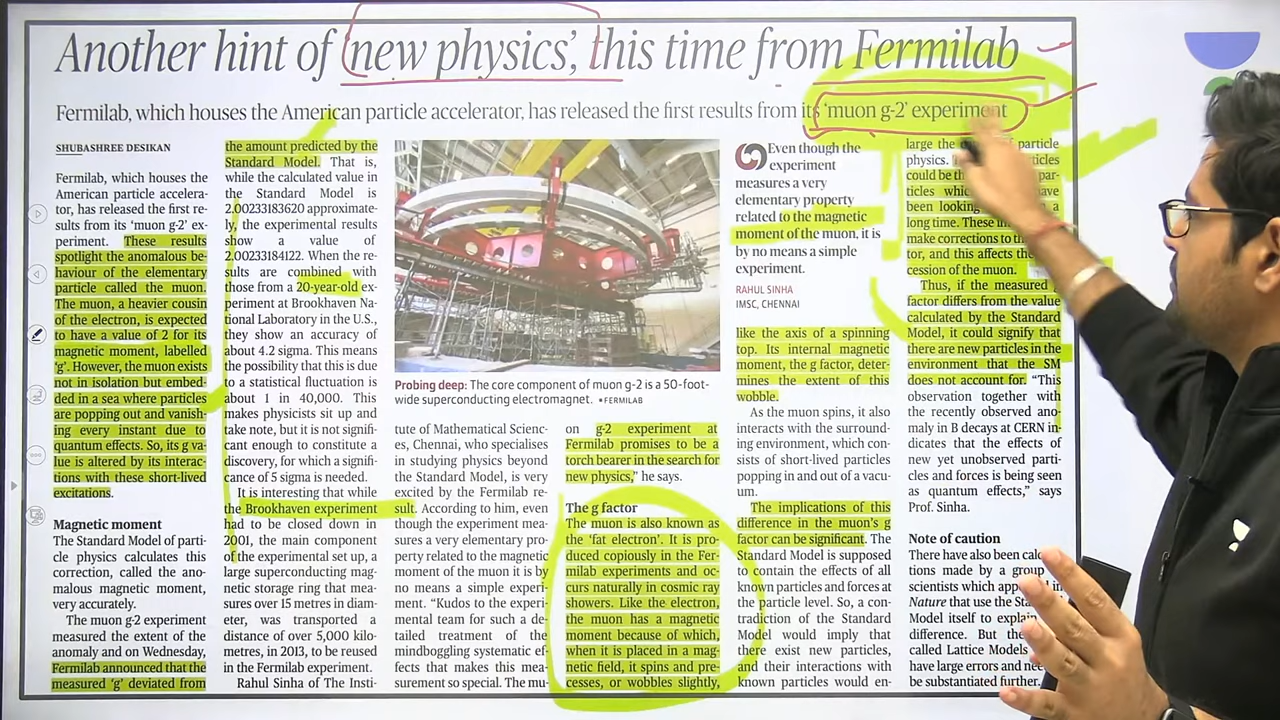 Another hint of 'new physics', this time from Fermilab
Fermilab, which houses the American particle accelerator, has released the first results from its 'muon g-2' experiment
SHUBASHREE DESIKAN
Fermilab, which houses the
American particle accelera-
tor, has released the first re-
sults from its 'muon g-2' ex-
periment. These results
spotlight the anomalous be-
haviour of the elementary
particle called the muon.
The muon, a heavier cousin
of the electron, is expected
to have a value of 2 for its
magnetic moment, labelled
'g'. However, the muon exists
not in isolation but embed-
ded in a sea where particles
are popping out and vanish-
ing every instant due to
quantum effects. So, its g va-
lue is altered by its interac-
tions with these short-lived
excitations.
Magnetic moment
The Standard Model of parti-
cle physics calculates this
correction, called the ano-
malous magnetic moment,
very accurately.
The muon g-2 experiment
measured the extent of the
anomaly and on Wednesday,
Fermilab announced that the
measured 'g' deviated from
the amount predicted by the
Standard Model. That is,
while the calculated value in
the Standard Model is
2.00233183620 approximate-
ly, the experimental results
show a value of
2.00233184122. When the re-
sults are combined with
those from a 20-year-old ex-
periment at Brookhaven Na-
tional Laboratory in the U.S.,
they show an accuracy of
about 4.2 sigma. This means
the possibility that this is due
to a statistical fluctuation is
about 1 in 40,000. This
makes physicists sit up and
take note, but it is not signifi-
cant enough to constitute a
discovery, for which a signifi-
cance of 5 sigma is needed.
It is interesting that while
the Brookhaven experiment
had to be closed down in
2001, the main component
of the experimental set up, a
large superconducting mag-
netic storage ring that mea-
sures over 15 metres in diam-
eter, was transported a
distance of over 5,000 kilo-
metres, in 2013, to be reused
in the Fermilab experiment.
Rahul Sinha of The Insti-
Probing deep: The core component of muon g-2 is a 50-foot-
wide superconducting electromagnet. •FERMILAB
tute of Mathematical Scienc-
es, Chennai, who specialises
in studying physics beyond
the Standard Model, is very
excited by the Fermilab re-
sult. According to him, even
though the experiment mea-
sures a very elementary pro-
perty related to the magnetic
moment of the muon it is by
no means a simple experi-
ment. "Kudos to the experi-
mental team for such a de-
tailed treatment of the
mindboggling systematic ef-
fects that makes this mea-
surement so special. The mu-
on g-2 experiment at
Fermilab promises to be a
torch bearer in the search for
new physics," he says.
The g factor
The muon is also known as
the 'fat electron'. It is pro-
duced copiously in the Fer-
milab experiments and oc-
curs naturally in cosmic ray
showers. Like the electron,
the muon has a magnetic
moment because of which,
when it is placed in a mag-
netic field, it spins and pre-
cesses, or wobbles slightly,
Even though the
experiment
measures a very
elementary property
related to the magnetic
moment of the muon, it is
by no means a simple
experiment.
RAHUL SINHA
IMSC, CHENNAI
like the axis of a spinning
top. Its internal magnetic
moment, the g factor, deter-
mines the extent of this
wobble.
As the muon spins, it also
interacts with the surround-
ing environment, which con-
sists of short-lived particles
popping in and out of a vacu-
um.
The implications of this
difference in the muon's g
factor can be significant. The
Standard Model is supposed
to contain the effects of all
known particles and forces at
the particle level. So, a con-
tradiction of the Standard
Model would imply that
there exist new particles,
and their interactions with
known particles would en-
large the of particle
physics.
could be th par-
ticles have
been looking a
long time. These
make corrections to
and this affects the
cession of the muon.
Thus, if the measured
factor differs from the value
calculated by the Standard
Model, it could signify that
there are new particles in the
environment that the SM
does not account for. "This
observation together with
the recently observed ano-
maly in B decays at CERN in-
dicates that the effects of
new yet unobserved parti-
cles and forces is being seen
as quantum effects," says
Prof. Sinha.
Note of caution
There have also been
tions made by a group
scientists which in
Nature that use the
Model itself to explain
difference. But the
called Lattice Models
have large errors and
be substantiated further.